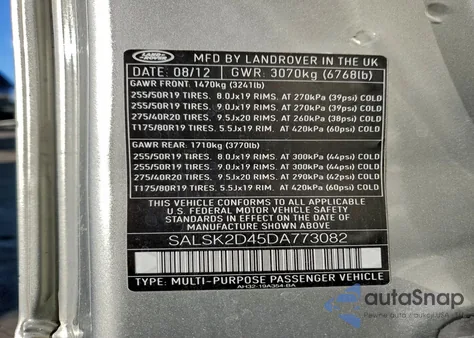 LAND ROVER
MFD BY LANDROVER IN THE UK
DATE: 08/12 GWR: 3070kg (6768lb)
GAWR FRONT: 1470kg (3241lb)
255/50R19 TIRES. 8.0Jx19 RIMS. AT 270kPa (39psi) COLD
255/50R19 TIRES. 9.0Jx19 RIMS. AT 270kPa (39psi) COLD
275/40R20 TIRES. 9.5Jx20 RIMS. AT 260kPa (38psi) COLD
T175/80R19 TIRES. 5.5Jx19 RIM. AT 420kPa (60psi) COLD
GAWR REAR: 1710kg (3770lb)
255/50R19 TIRES. 8.0Jx19 RIMS. AT 300kPa (44psi) COLD
255/50R19 TIRES. 9.0Jx19 RIMS. AT 300kPa (44psi) COLD
275/40R20 TIRES. 9.5Jx20 RIMS. AT 290kPa (42psi) COLD
T175/80R19 TIRES. 5.5Jx19 RIM. AT 420kPa (60psi) COLD
THIS VEHICLE CONFORMS TO ALL APPLICABLE
U.S. FEDERAL MOTOR VEHICLE SAFETY
STANDARDS IN EFFECT ON THE DATE OF
MANUFACTURE SHOWN ABOVE
SALSK2D45DA773082
TYPE: MULTI-PURPOSE PASSENGER VEHICLE
AH32-19A354-BA
autoSnap